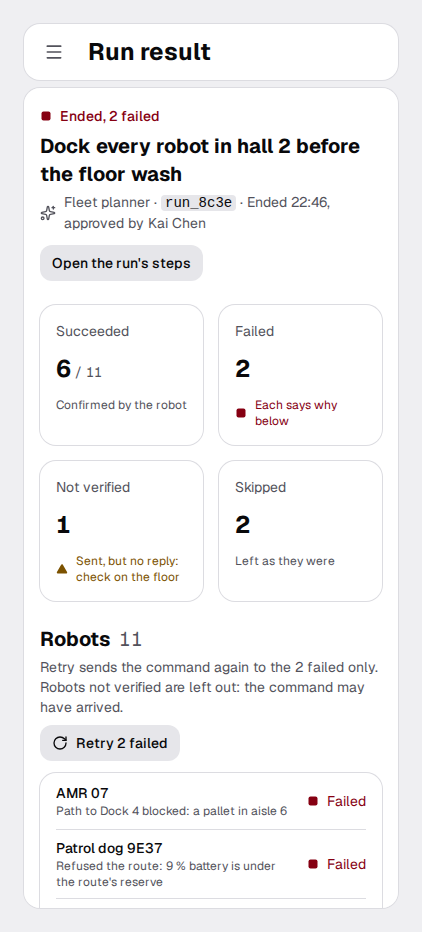 Run result
Ended, 2 failed
Dock every robot in hall 2 before
the floor wash
Fleet planner · run_8c3e · Ended 22:46,
approved by Kai Chen
Open the run's steps
Succeeded
6 / 11
Confirmed by the robot
Failed
2
Each says why
below
Not verified
1
Sent, but no reply:
check on the floor
Skipped
2
Left as they were
Robots 11
Retry sends the command again to the 2 failed only.
Robots not verified are left out: the command may
have arrived.
Retry 2 failed
AMR 07
Path to Dock 4 blocked: a pallet in aisle 6
Failed
Patrol dog 9E37
Refused the route: 9 % battery is under
the route's reserve
Failed